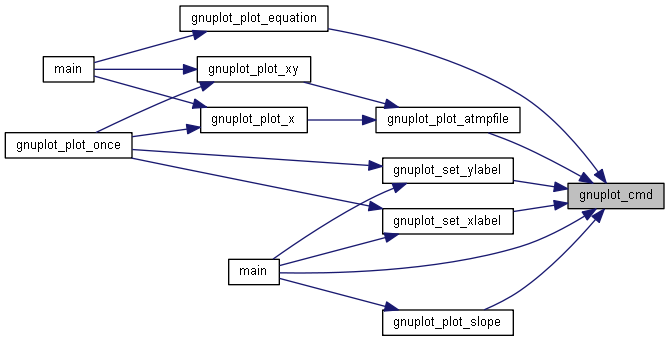 gnuplot_plot_equation
main
gnuplot_plot_xy
gnuplot_plot_x
gnuplot_plot_atmpfile
gnuplot_plot_once
gnuplot_set_ylabel
gnuplot_cmd
gnuplot_set_xlabel
main
gnuplot_plot_slope